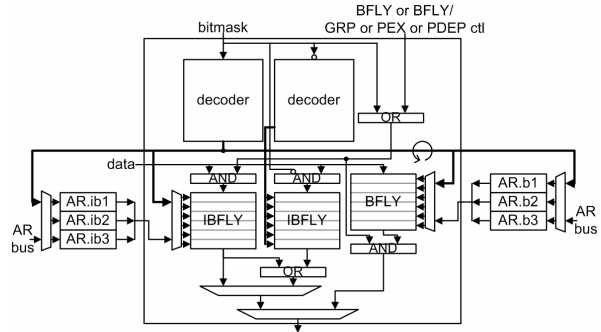 BFLY or BFLY/
bitmask GRP or PEX or PDEP ctl
decoder decoder
OR
data
AND AND
AR.ib1 BFLY AR.b1
AR.ib2 IBFLY IBFLY AR.b2
AR.ib3 AR.b3
AR bus AR bus
AND
OR